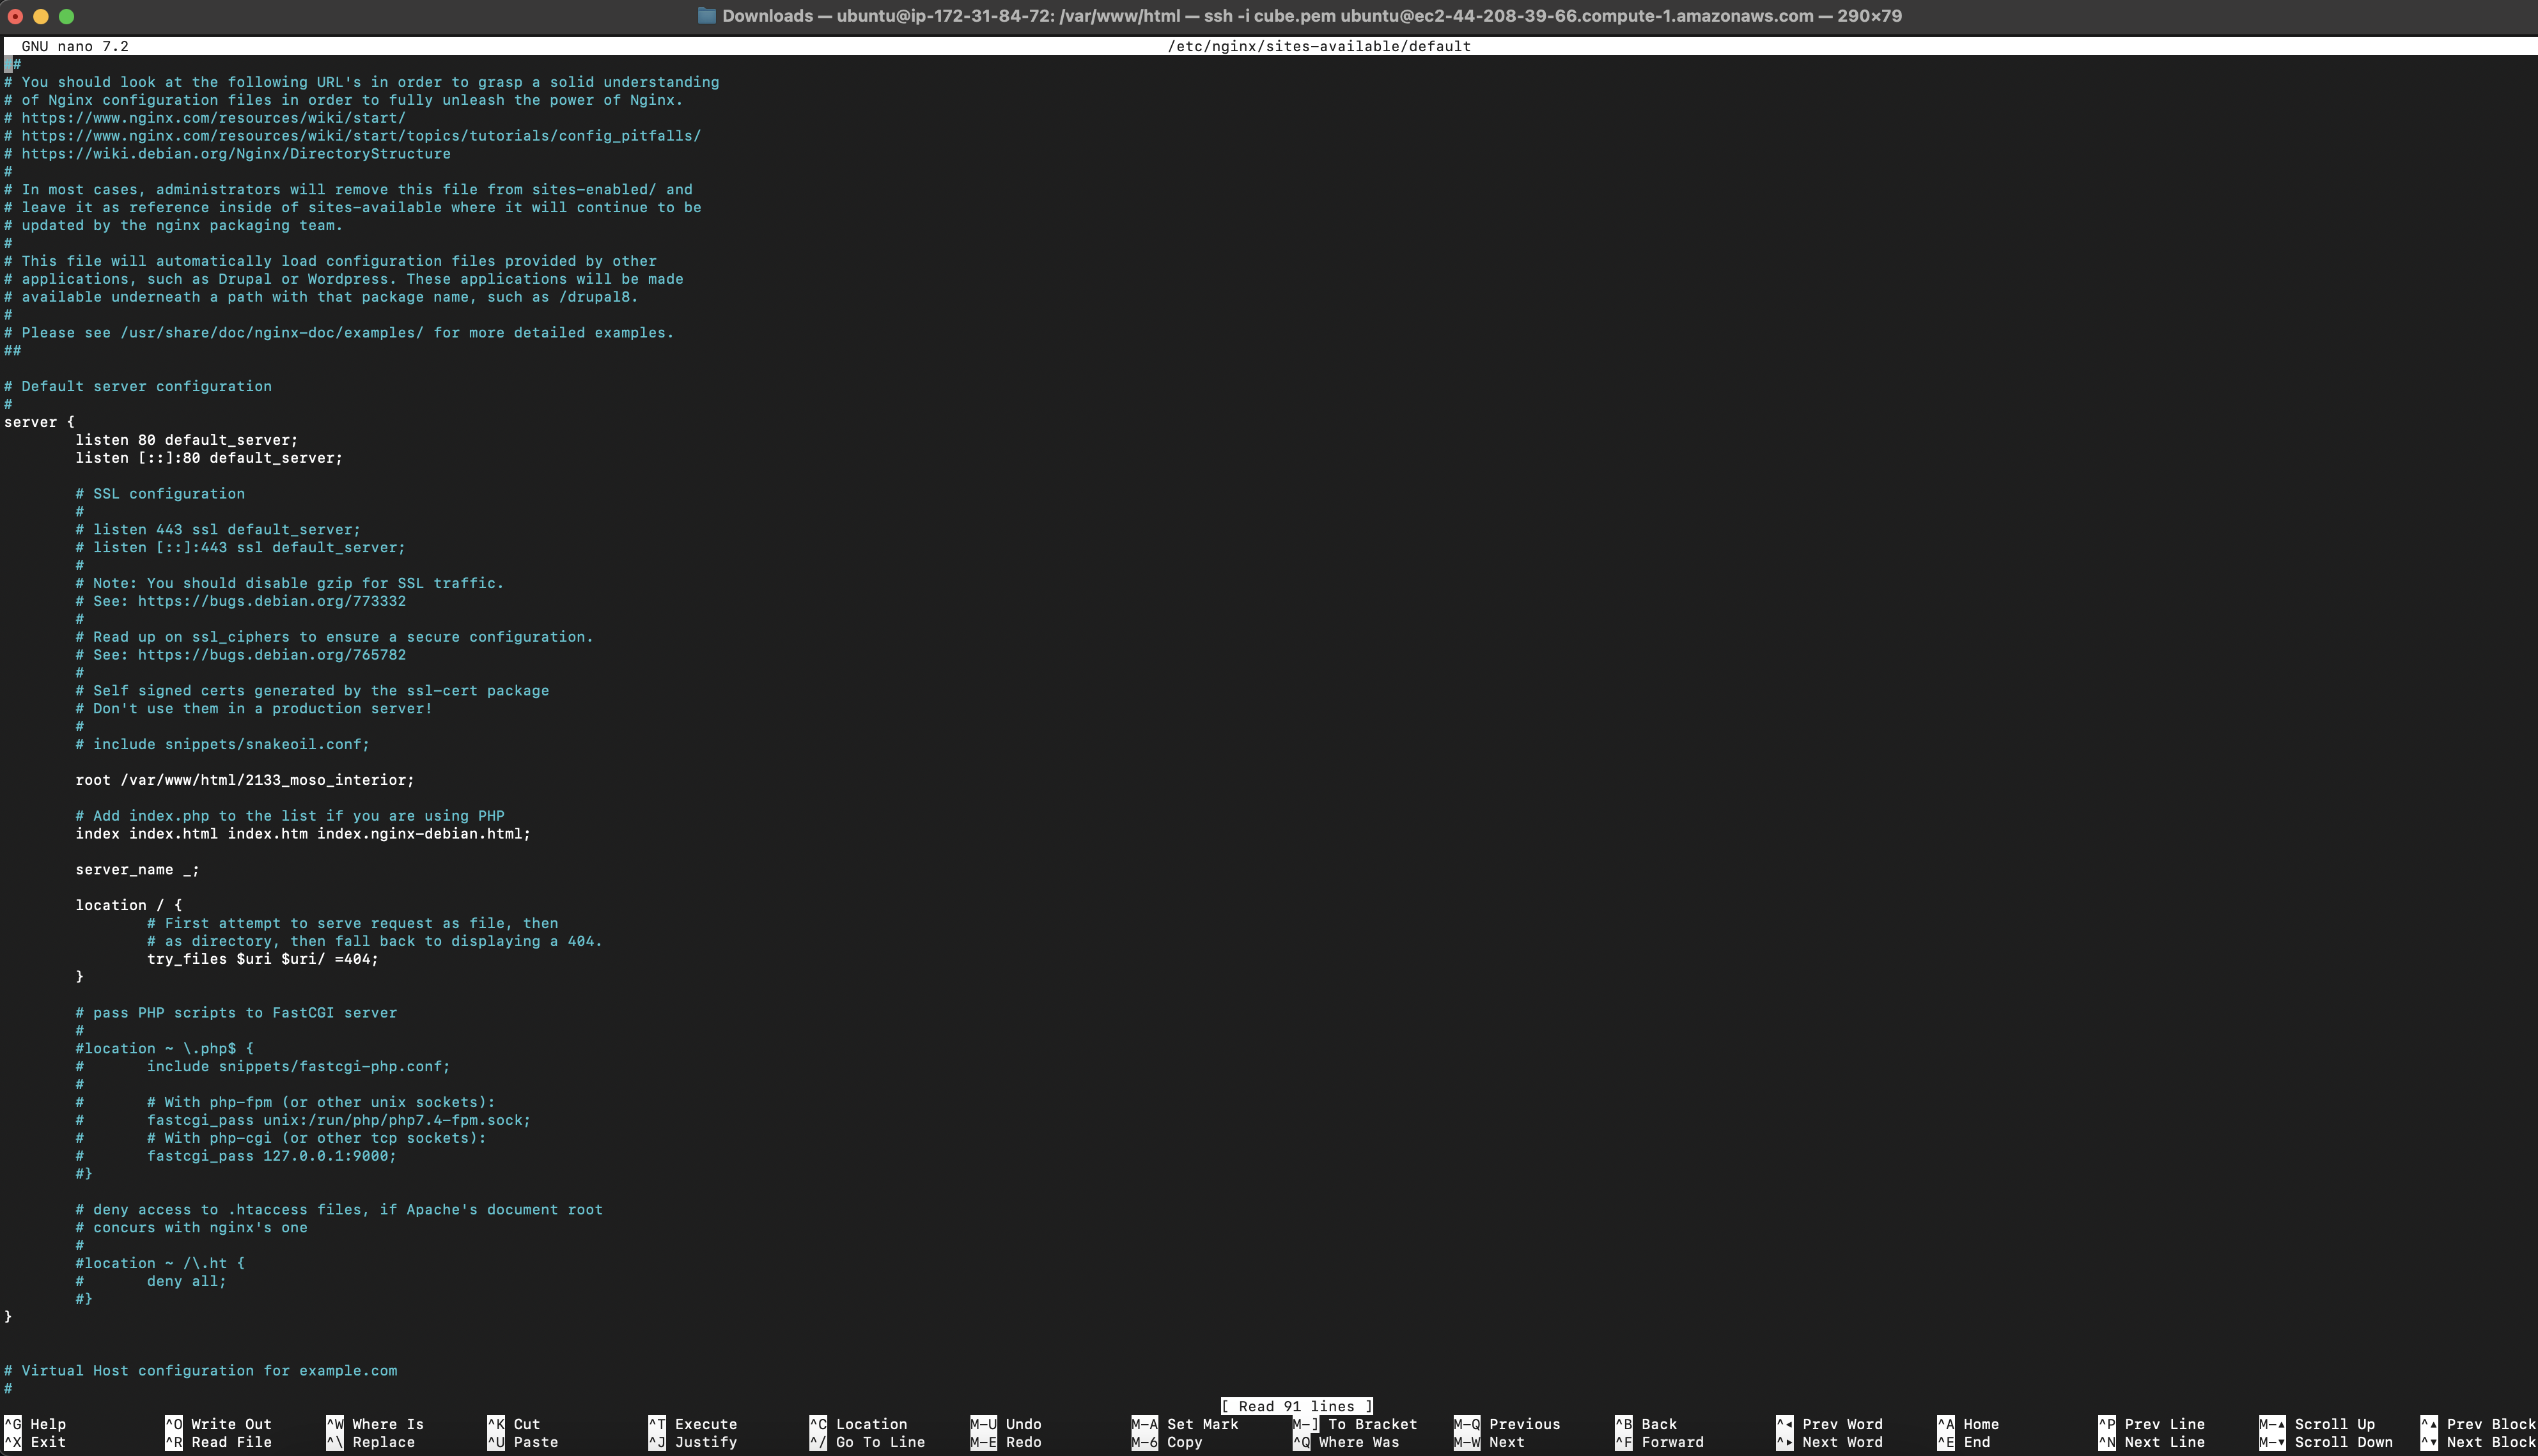 Downloads — ubuntu@ip-172-31-84-72: /var/www/html — ssh -i cube.pem ubuntu@ec2-44-208-39-66.compute-1.amazonaws.com — 290×79
GNU nano 7.2 /etc/nginx/sites-available/default
##
# You should look at the following URL's in order to grasp a solid understanding
# of Nginx configuration files in order to fully unleash the power of Nginx.
# https://www.nginx.com/resources/wiki/start/
# https://www.nginx.com/resources/wiki/start/topics/tutorials/config_pitfalls/
# https://wiki.debian.org/Nginx/DirectoryStructure
#
# In most cases, administrators will remove this file from sites-enabled/ and
# leave it as reference inside of sites-available where it will continue to be
# updated by the nginx packaging team.
#
# This file will automatically load configuration files provided by other
# applications, such as Drupal or Wordpress. These applications will be made
# available underneath a path with that package name, such as /drupal8.
#
# Please see /usr/share/doc/nginx-doc/examples/ for more detailed examples.
##
# Default server configuration
#
server {
listen 80 default_server;
listen [::]:80 default_server;
# SSL configuration
#
# listen 443 ssl default_server;
# listen [::]:443 ssl default_server;
#
# Note: You should disable gzip for SSL traffic.
# See: https://bugs.debian.org/773332
#
# Read up on ssl_ciphers to ensure a secure configuration.
# See: https://bugs.debian.org/765782
#
# Self signed certs generated by the ssl-cert package
# Don't use them in a production server!
#
# include snippets/snakeoil.conf;
root /var/www/html/2133_moso_interior;
# Add index.php to the list if you are using PHP
index index.html index.htm index.nginx-debian.html;
server_name _;
location / {
# First attempt to serve request as file, then
# as directory, then fall back to displaying a 404.
try_files $uri $uri/ =404;
}
# pass PHP scripts to FastCGI server
#
#location ~ \.php$ {
# include snippets/fastcgi-php.conf;
#
# # With php-fpm (or other unix sockets):
# fastcgi_pass unix:/run/php/php7.4-fpm.sock;
# # With php-cgi (or other tcp sockets):
# fastcgi_pass 127.0.0.1:9000;
#}
# deny access to .htaccess files, if Apache's document root
# concurs with nginx's one
#
#location ~ /\.ht {
# deny all;
#}
}
# Virtual Host configuration for example.com
#
[ Read 91 lines ]
^G Help ^O Write Out ^W Where Is ^K Cut ^T Execute ^C Location M-U Undo M-A Set Mark M-] To Bracket M-Q Previous ^B Back ^◂ Prev Word ^A Home ^P Prev Line M-▴ Scroll Up ^▴ Prev Block
^X Exit ^R Read File ^\ Replace ^U Paste ^J Justify ^/ Go To Line M-E Redo M-6 Copy ^Q Where Was M-W Next ^F Forward ^▸ Next Word ^E End ^N Next Line M-▾ Scroll Down ^▾ Next Block